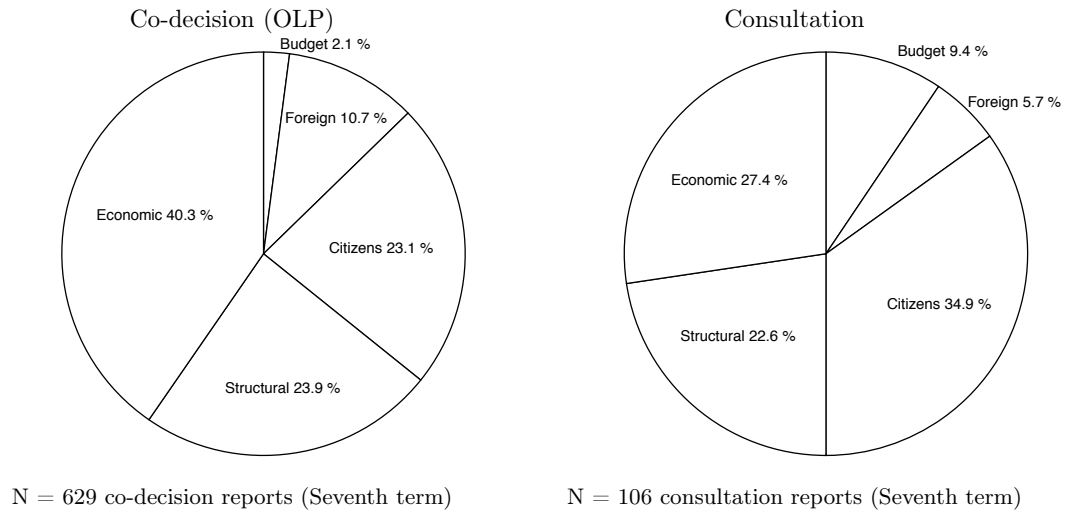 Co-decision (OLP)
Budget 2.1 %
Foreign 10.7 %
Citizens 23.1 %
Structural 23.9 %
Economic 40.3 %
N = 629 co-decision reports (Seventh term)
Consultation
Budget 9.4 %
Foreign 5.7 %
Citizens 34.9 %
Structural 22.6 %
Economic 27.4 %
N = 106 consultation reports (Seventh term)